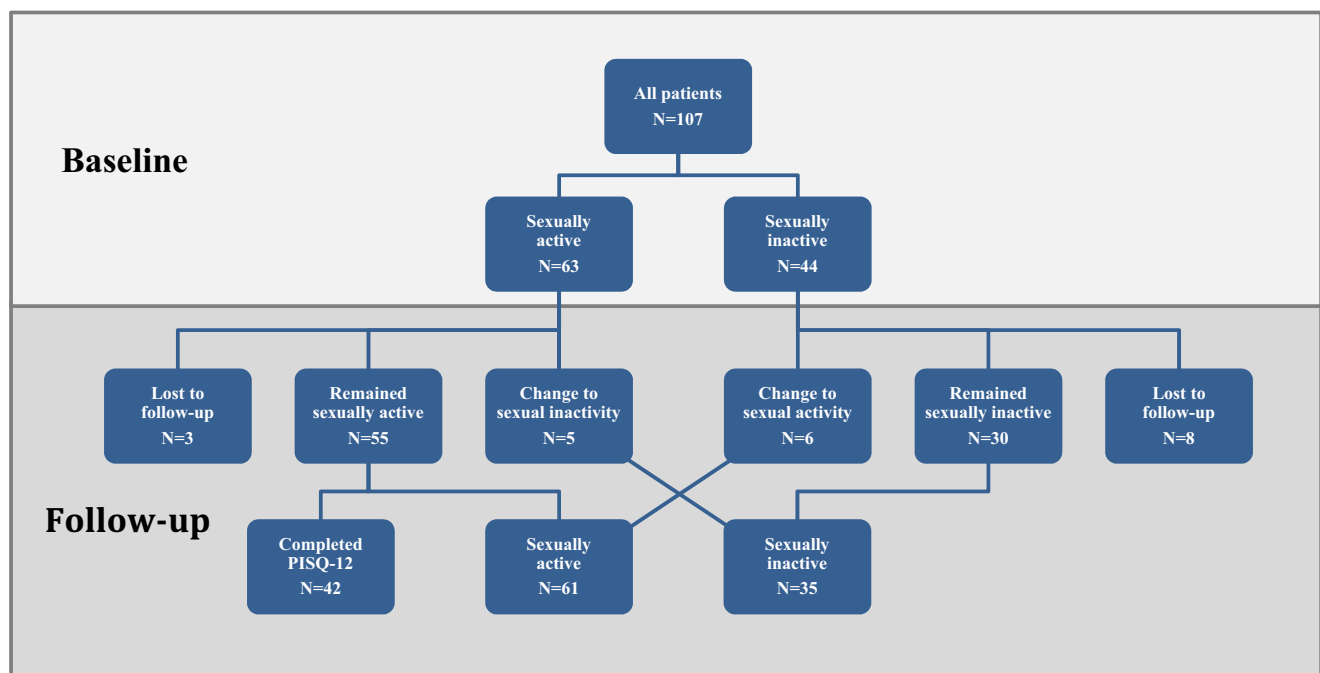 Baseline
All patients
N=107
Sexually
active
N=63
Sexually
inactive
N=44
Follow-up
Lost to
follow-up
N=3
Remained
sexually active
N=55
Change to
sexual inactivity
N=5
Change to
sexual activity
N=6
Remained
sexually inactive
N=30
Lost to
follow-up
N=8
Completed
PISQ-12
N=42
Sexually
active
N=61
Sexually
inactive
N=35